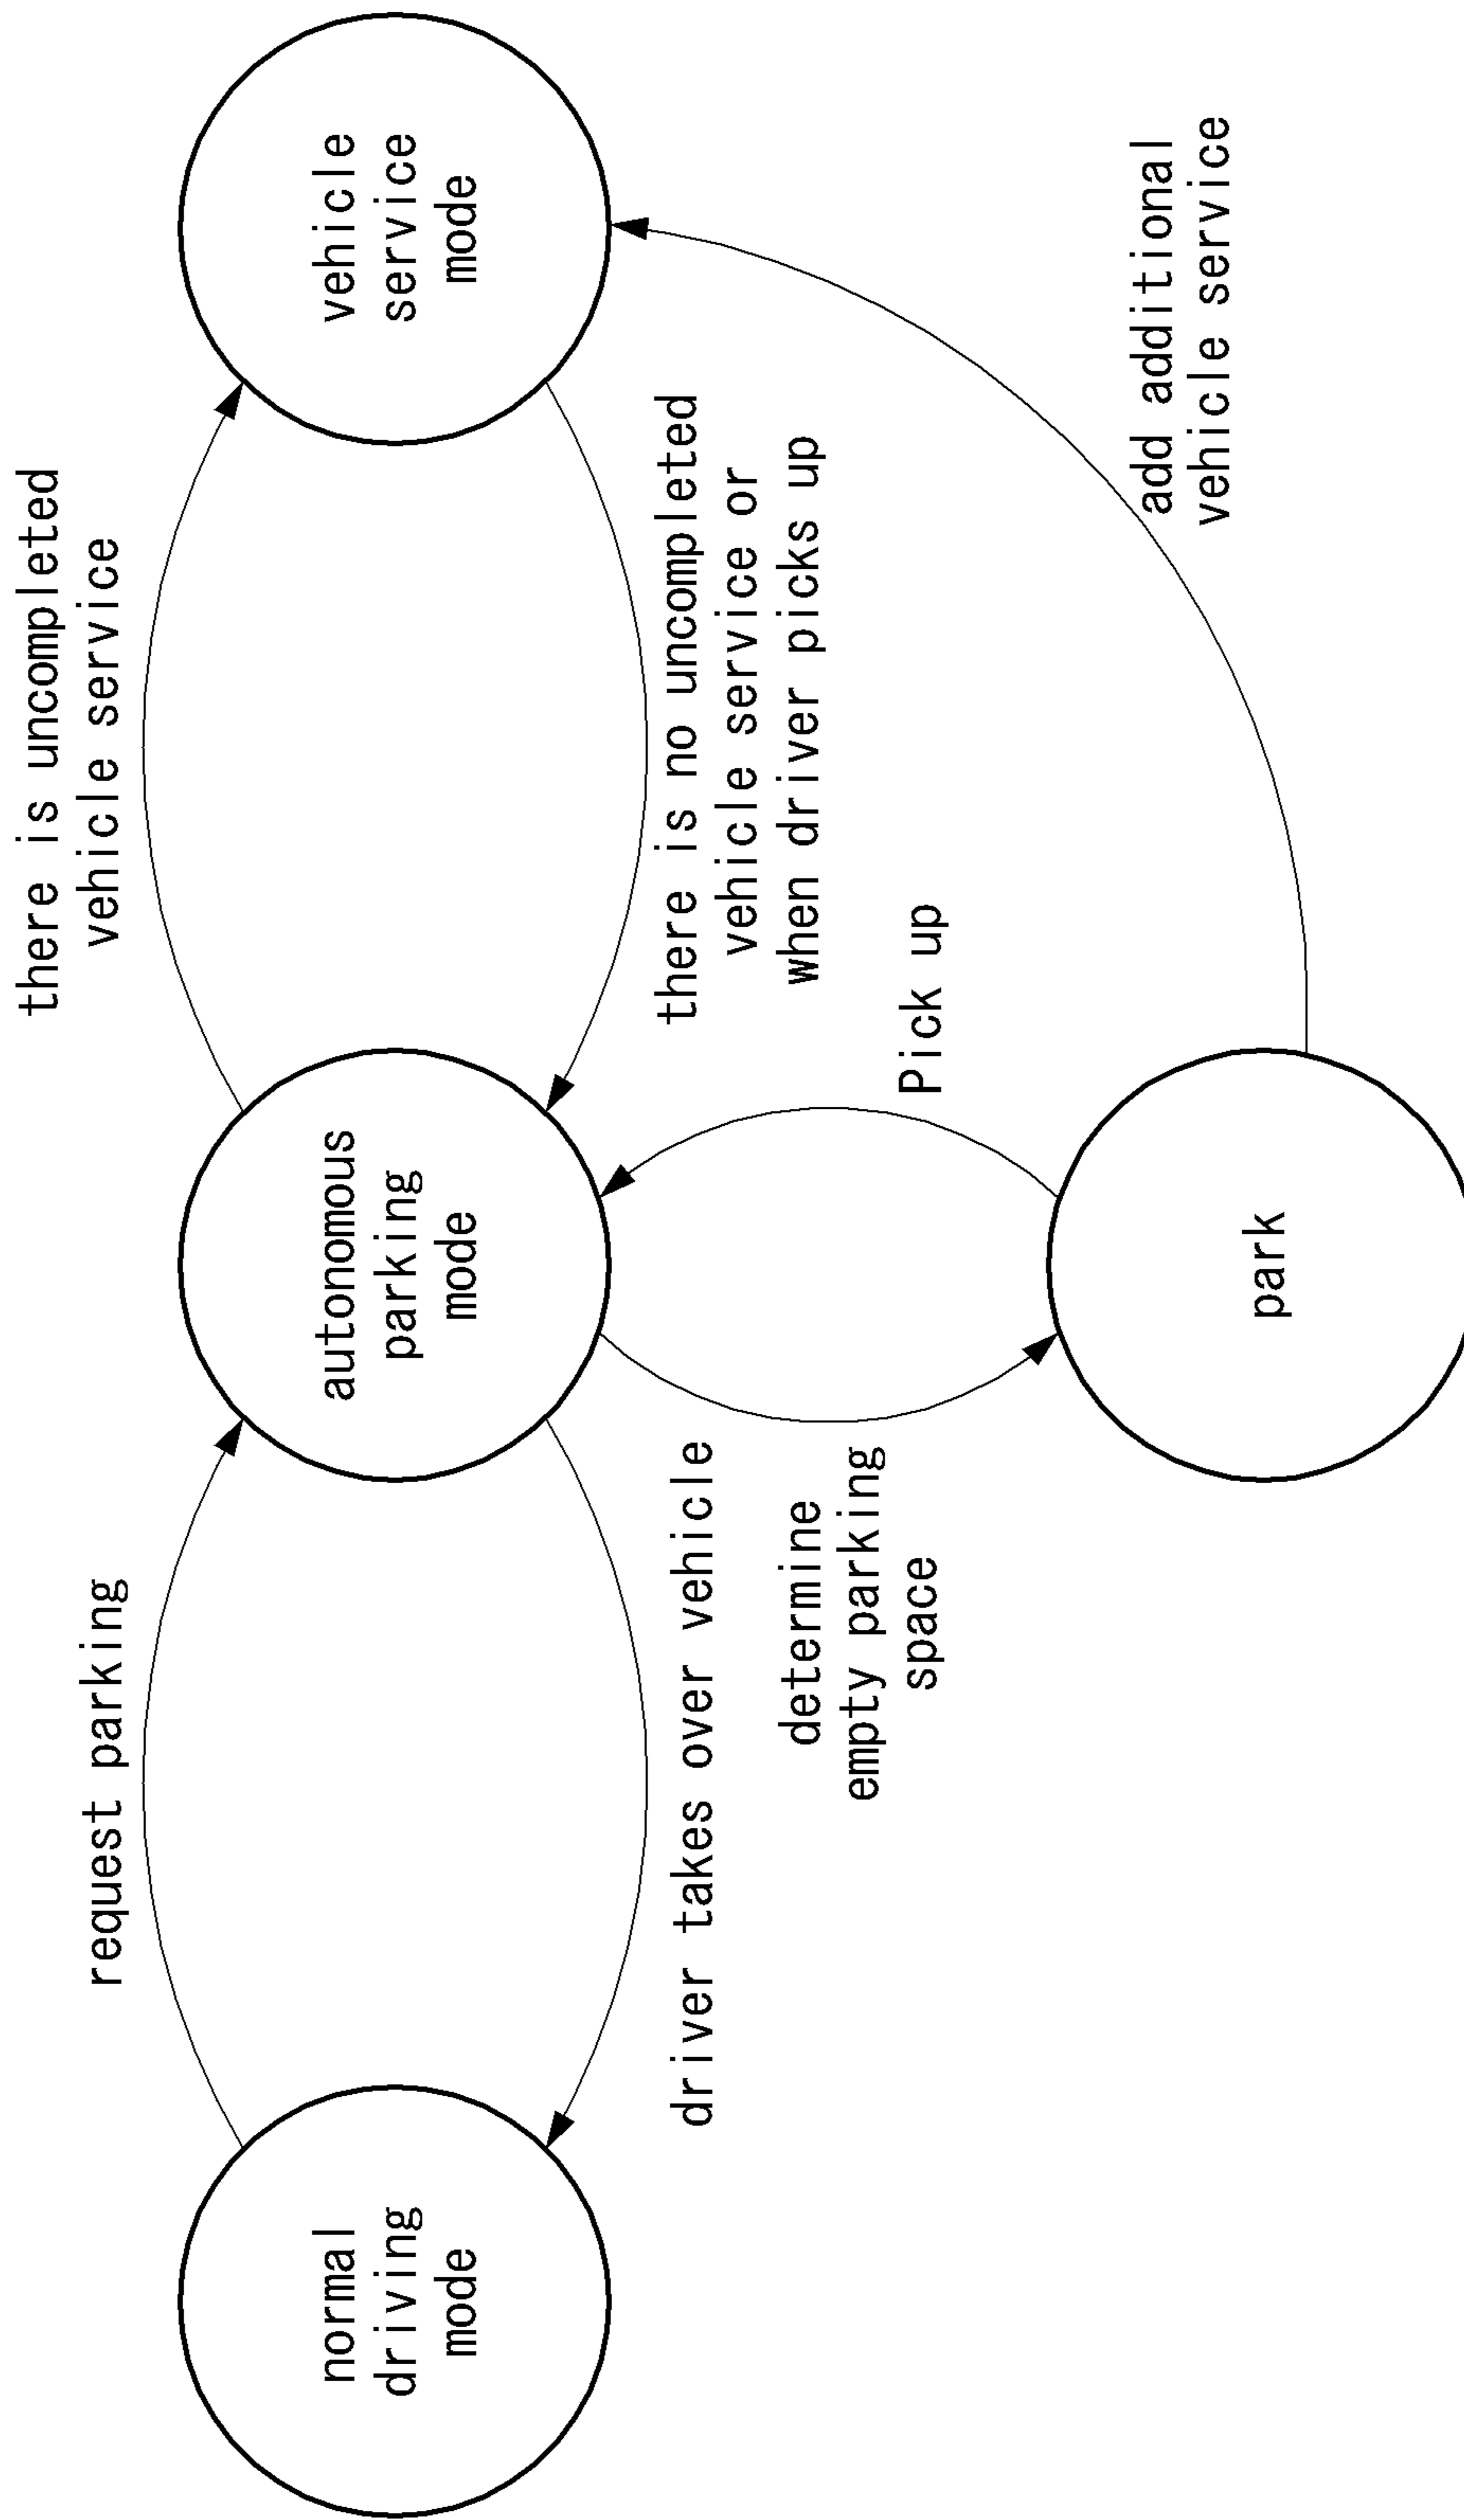 there is uncompleted
vehicle service
request parking
normal
driving
mode
autonomous
parking
mode
vehicle
service
mode
there is no uncompleted
vehicle service or
when driver picks up
driver takes over vehicle
determine
empty parking
space
Pick up
add additional
vehicle service
park